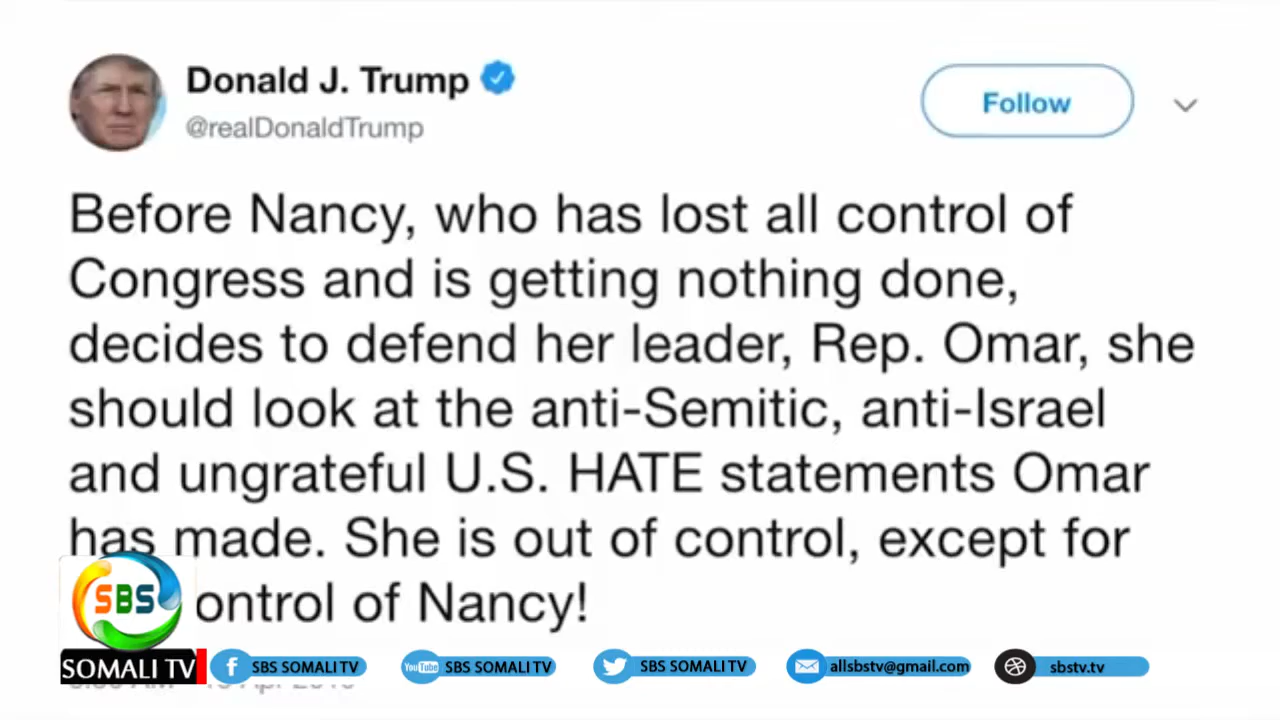 Donald J. Trump
@realDonaldTrump
Follow
Before Nancy, who has lost all control of
Congress and is getting nothing done,
decides to defend her leader, Rep. Omar, she
should look at the anti-Semitic, anti-Israel
and ungrateful U.S. HATE statements Omar
has made. She is out of control, except for
ontrol of Nancy!
SBS
SOMALI TV
SBS SOMALI TV
YouTube SBS SOMALI TV
SBS SOMALI TV
allsbstv@gmail.com
sbstv.tv